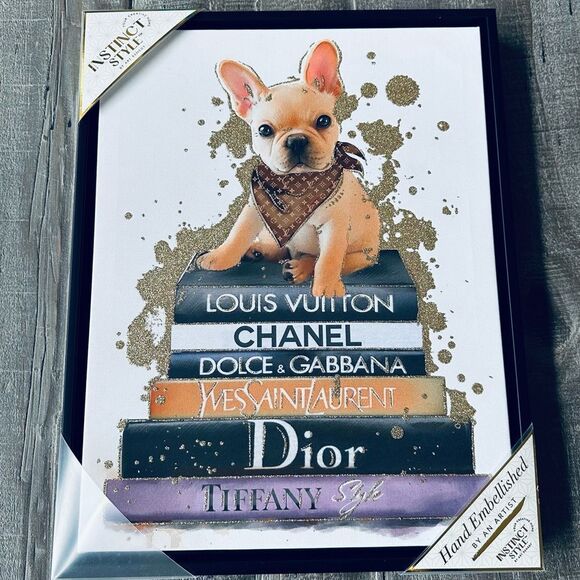 INSTINCT
STYLE
LOUIS VUITTON
CHANEL
DOLCE & GABBANA
YVESSAINTLAURENT
Dior
TIFFANY Style
Hand Embellished
BY AN ARTIST
INSTINCT
STYLE